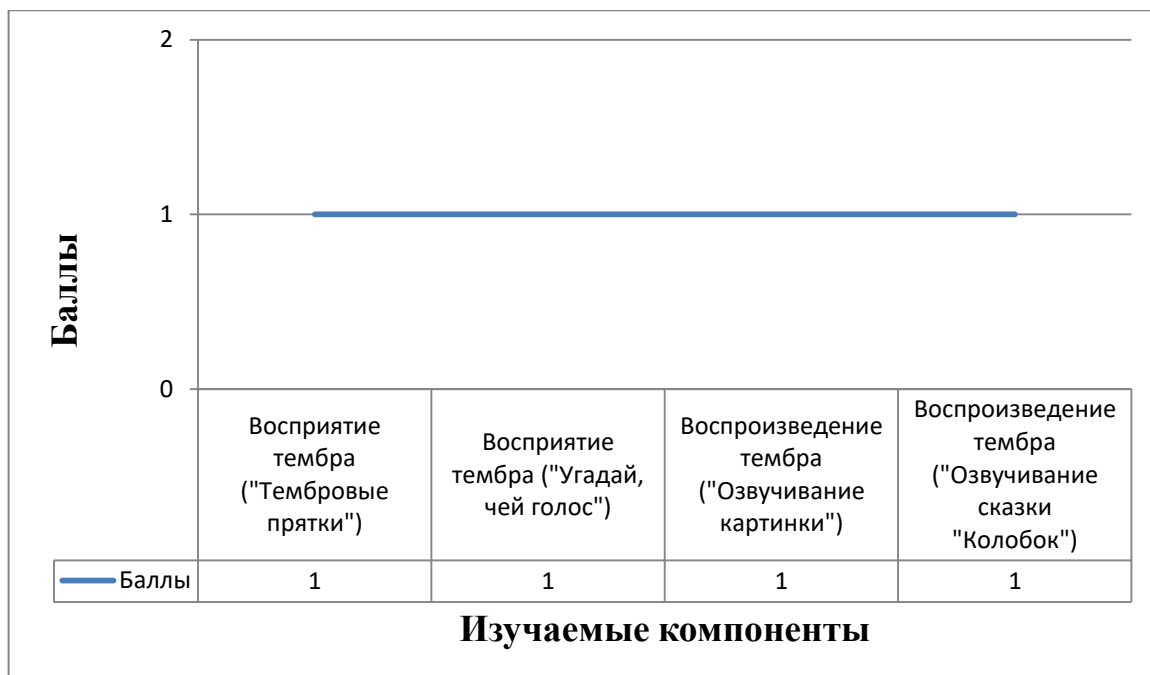 2
1
0
Баллы
Восприятие
тембра
("Тембровые
прятки")
Восприятие
тембра ("Угадай,
чей голос")
Воспроизведение
тембра
("Озвучивание
картинки")
Воспроизведение
тембра
("Озвучивание
сказки
"Колобок")
Баллы 1 1 1 1
Изучаемые компоненты